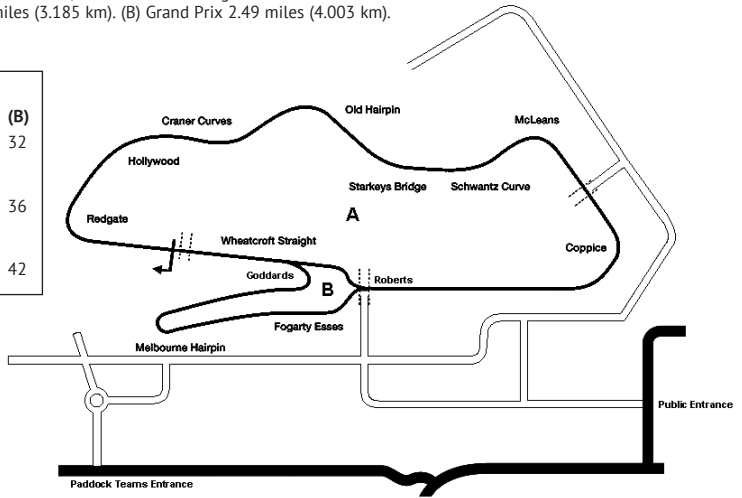 miles (3.185 km). (B) Grand Prix 2.49 miles (4.003 km).
(B)
32
36
42
Old Hairpin
Craner Curves
McLeans
Hollywood
Starkeys Bridge
Schwantz Curve
A
Redgate
Wheatcroft Straight
Coppice
Goddards
B
Roberts
Fogarty Esses
Melbourne Hairpin
Public Entrance
Paddock Teams Entrance